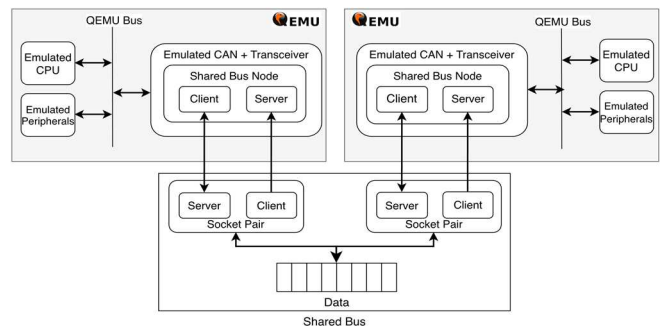 QEMU Bus
QEMU
Emulated
CPU
Emulated
Peripherals
Emulated CAN + Transceiver
Shared Bus Node
Client
Server
QEMU
QEMU Bus
Emulated CAN + Transceiver
Shared Bus Node
Client
Server
Emulated
CPU
Emulated
Peripherals
Server
Client
Socket Pair
Server
Client
Socket Pair
Data
Shared Bus